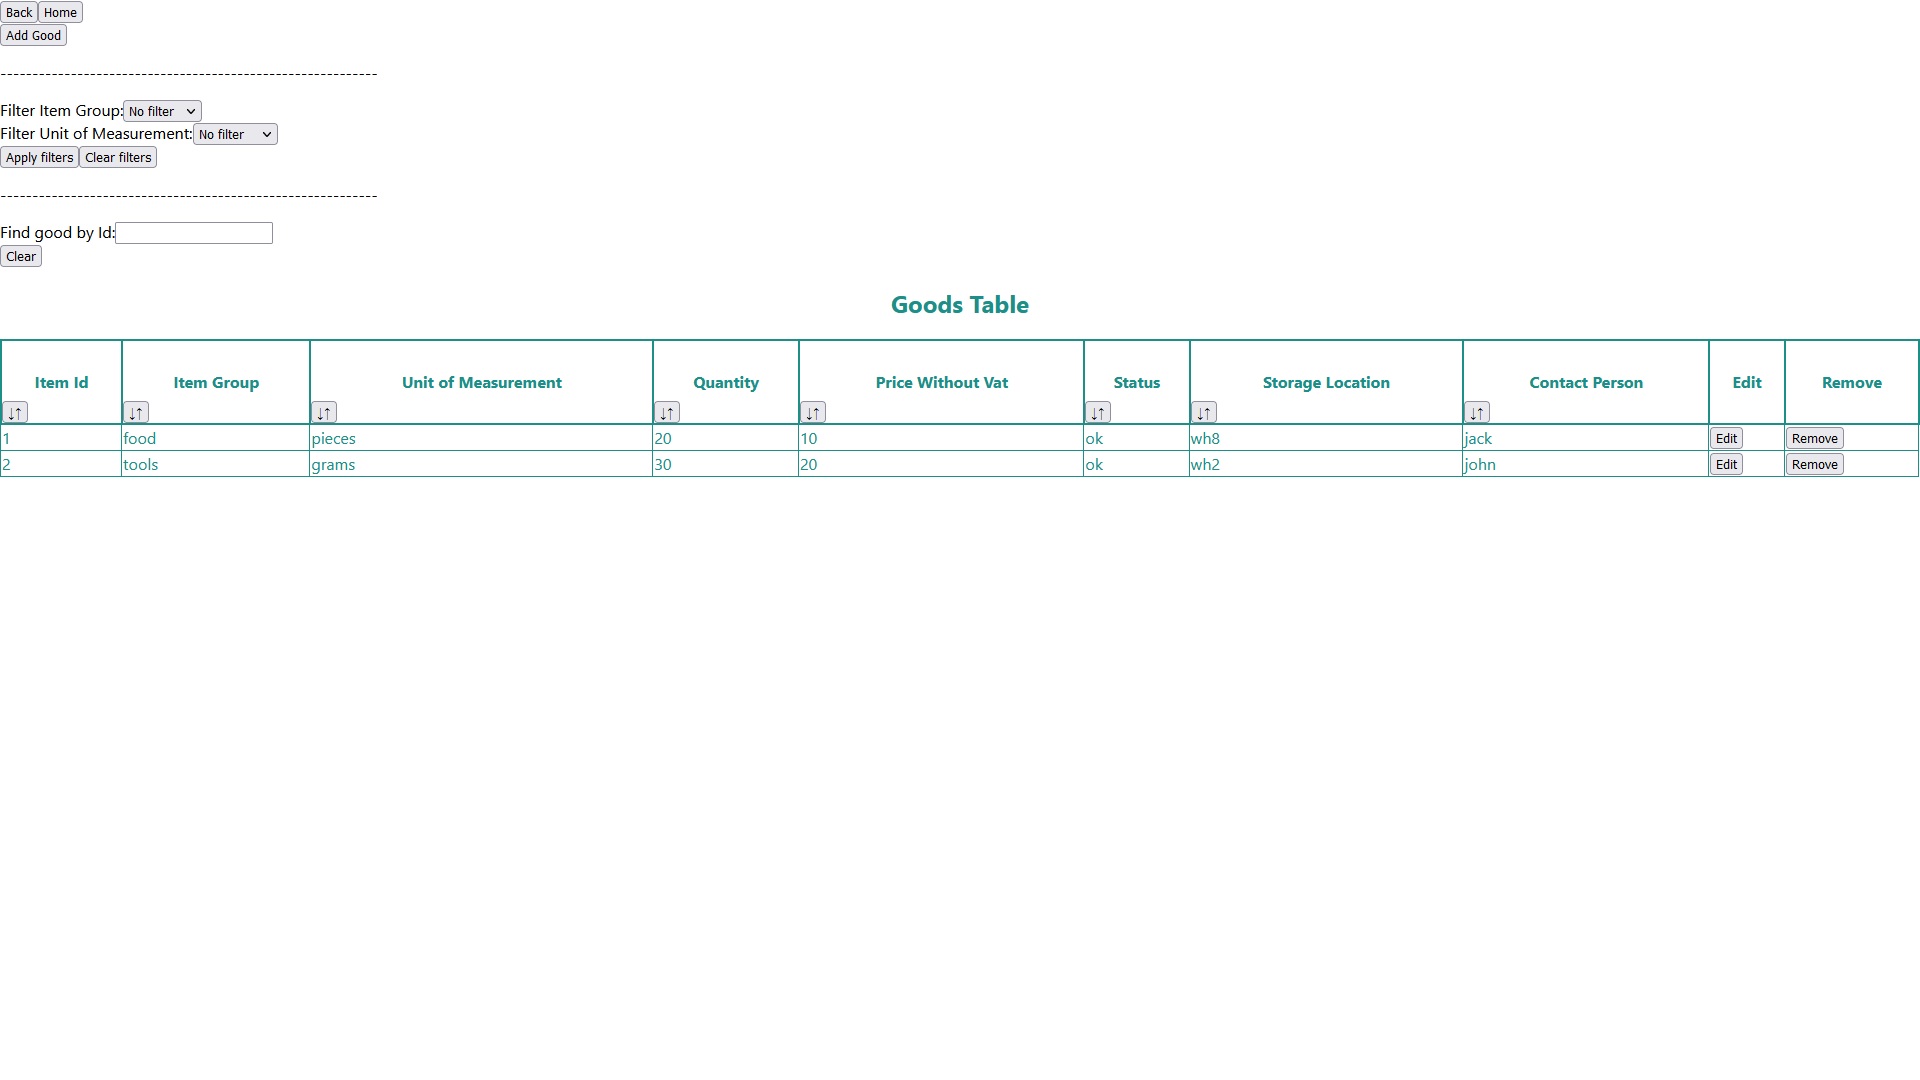 Back Home
Add Good
-----------------------------------------------------------
Filter Item Group: No filter
Filter Unit of Measurement: No filter
Apply filters Clear filters
-----------------------------------------------------------
Find good by Id:
Clear
Goods Table
Item Id Item Group Unit of Measurement Quantity Price Without Vat Status Storage Location Contact Person Edit Remove
↓↑ ↓↑ ↓↑ ↓↑ ↓↑ ↓↑ ↓↑ ↓↑
1 food pieces 20 10 ok wh8 jack Edit Remove
2 tools grams 30 20 ok wh2 john Edit Remove